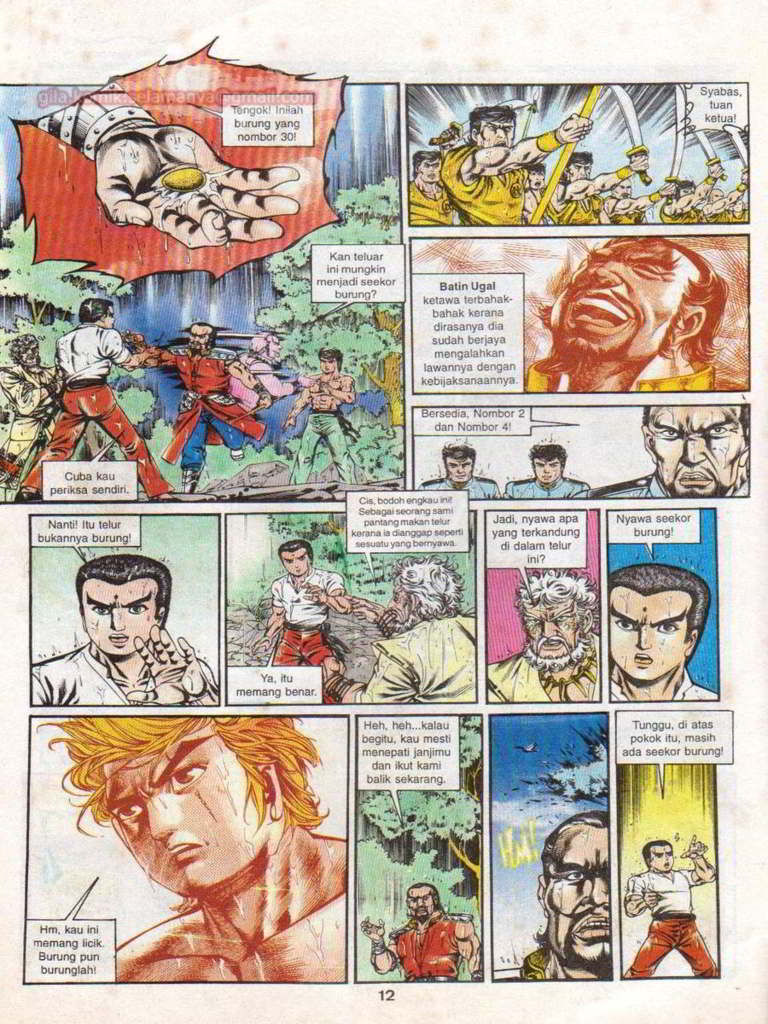 Tengok! Inilah
burung yang
nombor 30!
Kan teluar
ini mungkin
menjadi seekor
burung?
Cuba kau
periksa sendiri.
Syabas,
tuan
ketua!
Batin Ugal
ketawa terbahak-
bahak kerana
dirasanya dia
sudah berjaya
mengalahkan
lawannya dengan
kebijaksanaannya.
Bersedia, Nombor 2
dan Nombor 4!
Nanti! Itu telur
bukannya burung!
Cis, bodoh engkau ini!
Sebagai seorang sami
pantang makan telur
kerana ia dianggap seperti
sesuatu yang bernyawa.
Ya, itu
memang benar.
Jadi, nyawa apa
yang terkandung
di dalam telur
ini?
Nyawa seekor
burung!
Hm, kau ini
memang licik.
Burung pun
burunglah!
Heh, heh...kalau
begitu, kau mesti
menepati janjimu
dan ikut kami
balik sekarang.
HM!
Tunggu, di atas
pokok itu, masih
ada seekor burung!
12